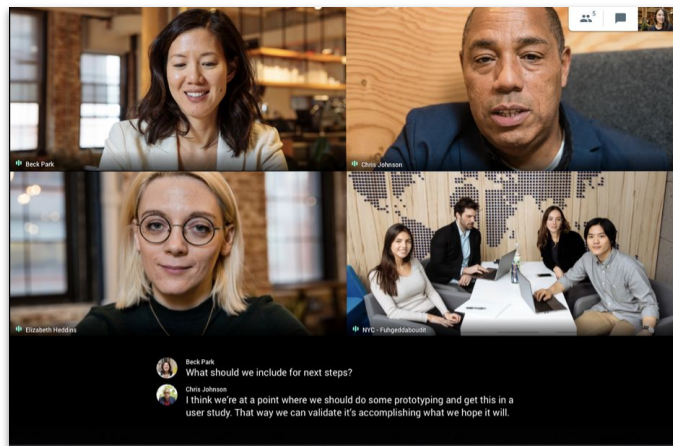 5
Beck Park
Chris Johnson
Elizabeth Heddins
NYC - Fuhgeddaboudit
Beck Park
What should we include for next steps?
Chris Johnson
I think we're at a point where we should do some prototyping and get this in a
user study. That way we can validate it's accomplishing what we hope it will.